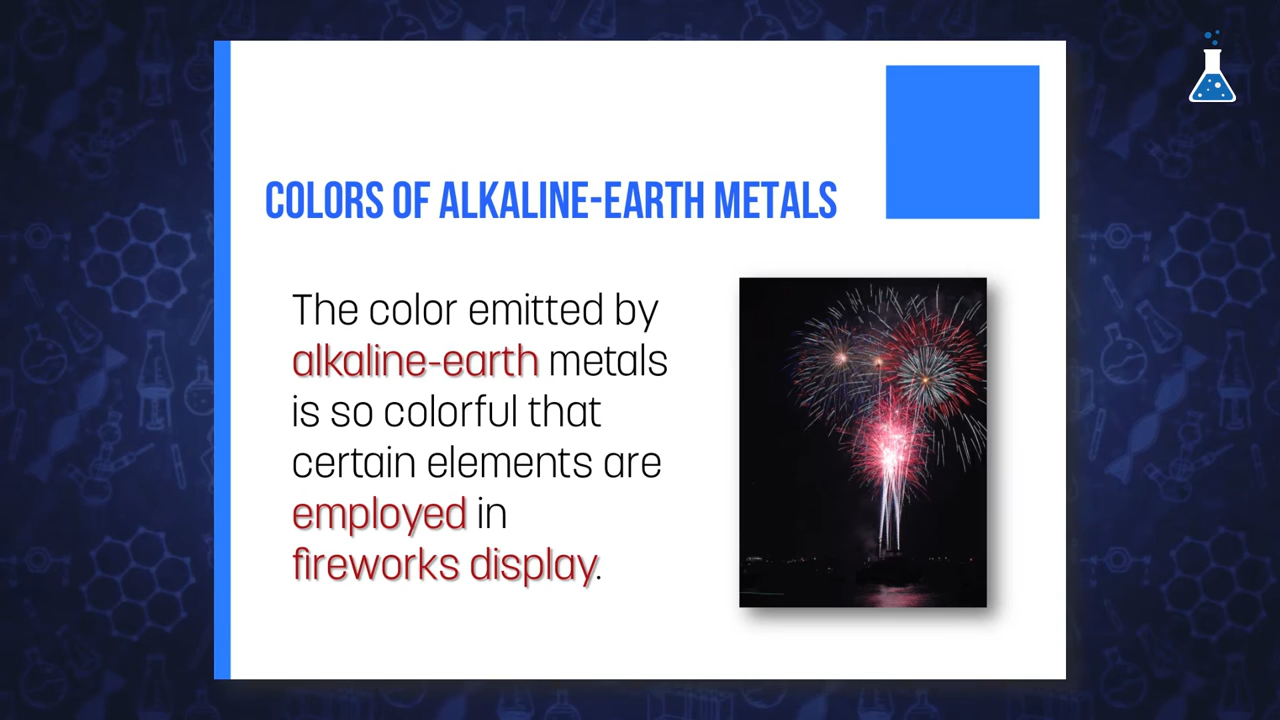 COLORS OF ALKALINE-EARTH METALS
The color emitted by
alkaline-earth metals
is so colorful that
certain elements are
employed in
fireworks display.